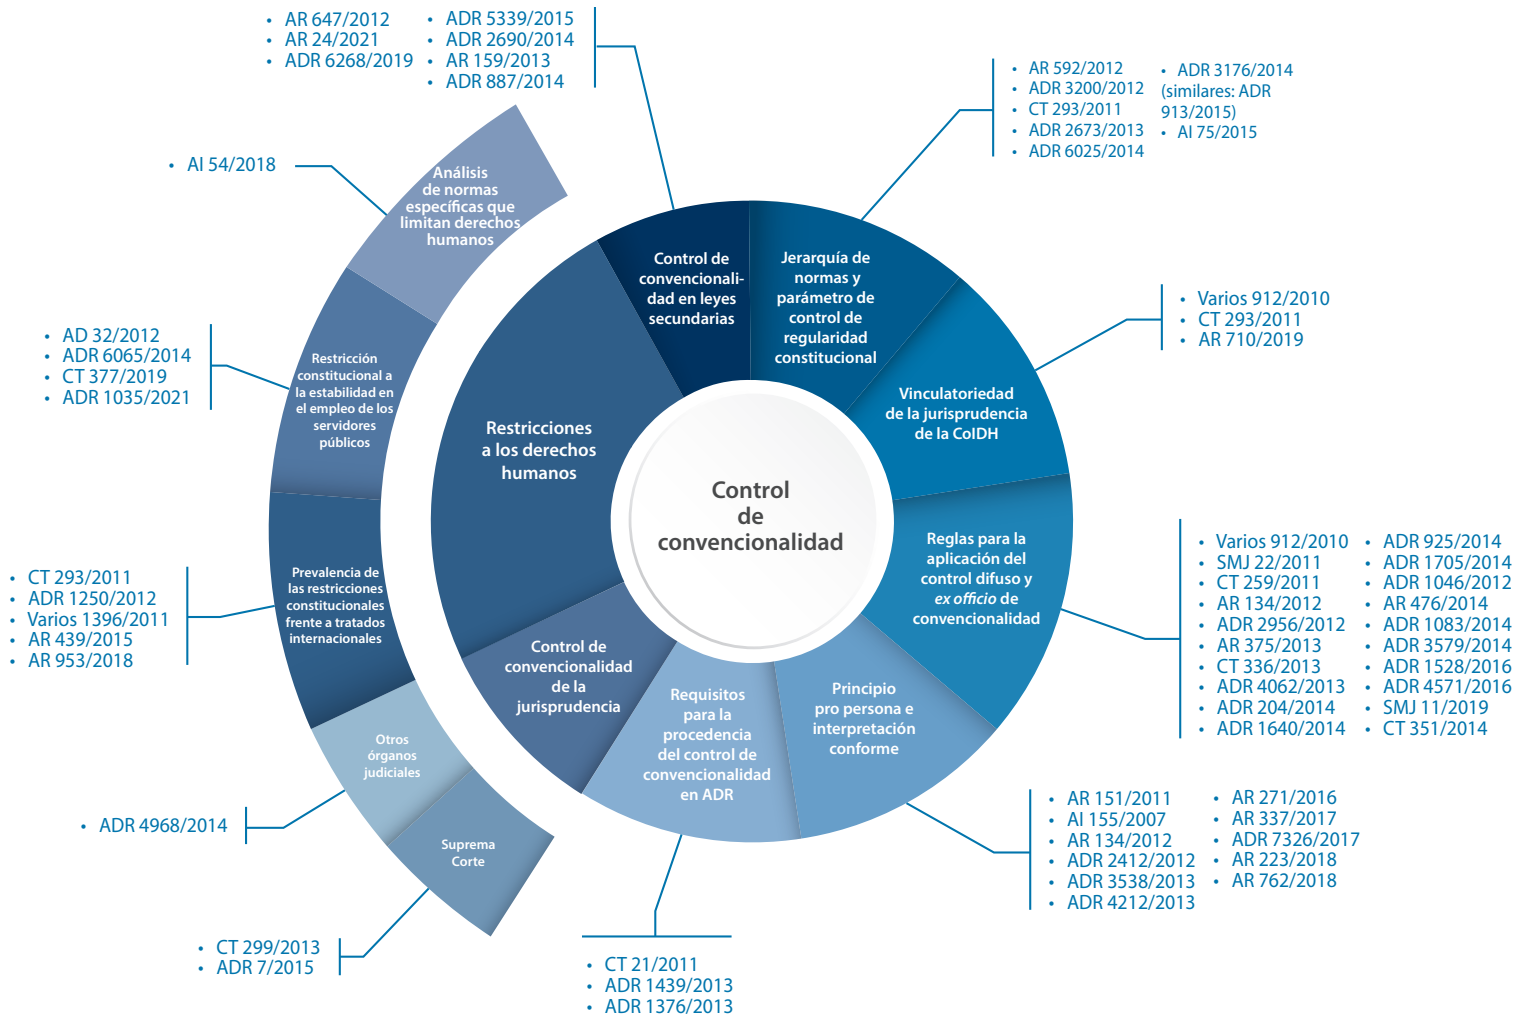 • AR 647/2012
• AR 24/2021
• ADR 6268/2019
• ADR 5339/2015
• ADR 2690/2014
• AR 159/2013
• ADR 887/2014
• AR 592/2012
• ADR 3200/2012
• CT 293/2011
• ADR 2673/2013
• ADR 6025/2014
• ADR 3176/2014
(similares: ADR
913/2015)
• AI 75/2015
• AI 54/2018
Análisis
de normas
específicas que
limitan derechos
humanos
Control de
convencionali-
dad en leyes
secundarias
Jerarquía de
normas y
parámetro de
control de
regularidad
constitucional
• Varios 912/2010
• CT 293/2011
• AR 710/2019
• AD 32/2012
• ADR 6065/2014
• CT 377/2019
• ADR 1035/2021
Restricción
constitucional a
la estabilidad en
el empleo de los
servidores
públicos
Restricciones
a los derechos
humanos
Vinculatoriedad
de la jurisprudencia
de la CoIDH
Control
de
convencionalidad
Reglas para la
aplicación del
control difuso y
ex officio de
convencionalidad
• Varios 912/2010
• SMJ 22/2011
• CT 259/2011
• AR 134/2012
• ADR 2956/2012
• AR 375/2013
• CT 336/2013
• ADR 4062/2013
• ADR 204/2014
• ADR 1640/2014
• ADR 925/2014
• ADR 1705/2014
• ADR 1046/2012
• AR 476/2014
• ADR 1083/2014
• ADR 3579/2014
• ADR 1528/2016
• ADR 4571/2016
• SMJ 11/2019
• CT 351/2014
• CT 293/2011
• ADR 1250/2012
• Varios 1396/2011
• AR 439/2015
• AR 953/2018
Prevalencia de
las restricciones
constitucionales
frente a tratados
internacionales
Control de
convencionalidad
de la
jurisprudencia
Requisitos
para la
procedencia
del control de
convencionalidad
en ADR
Principio
pro persona e
interpretación
conforme
Otros
órganos
judiciales
• ADR 4968/2014
Suprema
Corte
• AR 151/2011
• AI 155/2007
• AR 134/2012
• ADR 2412/2012
• ADR 3538/2013
• ADR 4212/2013
• AR 271/2016
• AR 337/2017
• ADR 7326/2017
• AR 223/2018
• AR 762/2018
• CT 299/2013
• ADR 7/2015
• CT 21/2011
• ADR 1439/2013
• ADR 1376/2013